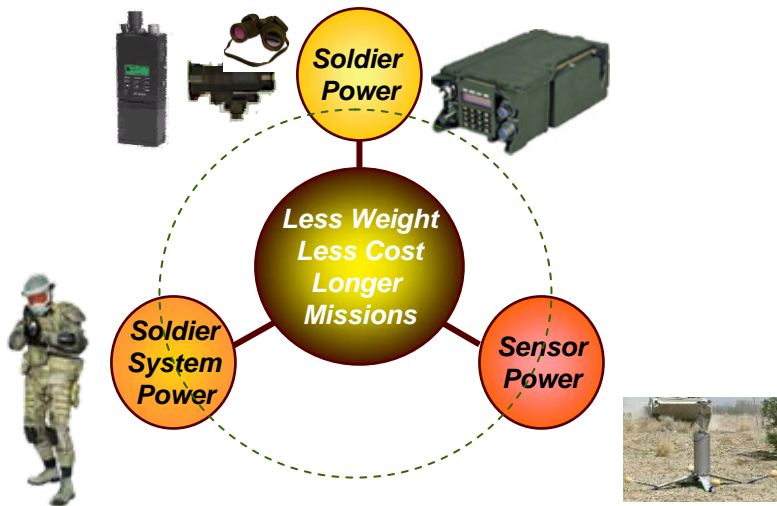 Soldier
Power
Less Weight
Less Cost
Longer
Missions
Soldier
System
Power
Sensor
Power